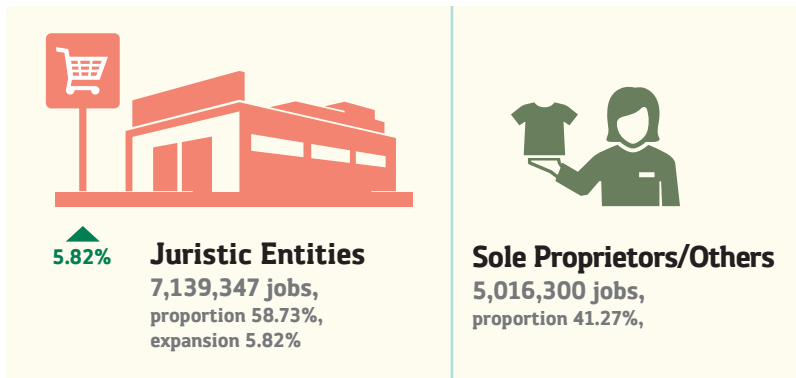 5.82%
Juristic Entities
7,139,347 jobs,
proportion 58.73%,
expansion 5.82%
Sole Proprietors/Others
5,016,300 jobs,
proportion 41.27%,